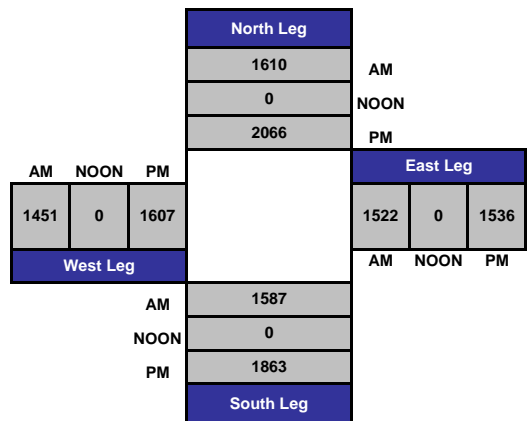 North Leg
1610 AM
0 NOON
2066 PM
AM NOON PM
East Leg
1451 0 1607
1522 0 1536
West Leg
AM NOON PM
AM 1587
NOON 0
PM 1863
South Leg